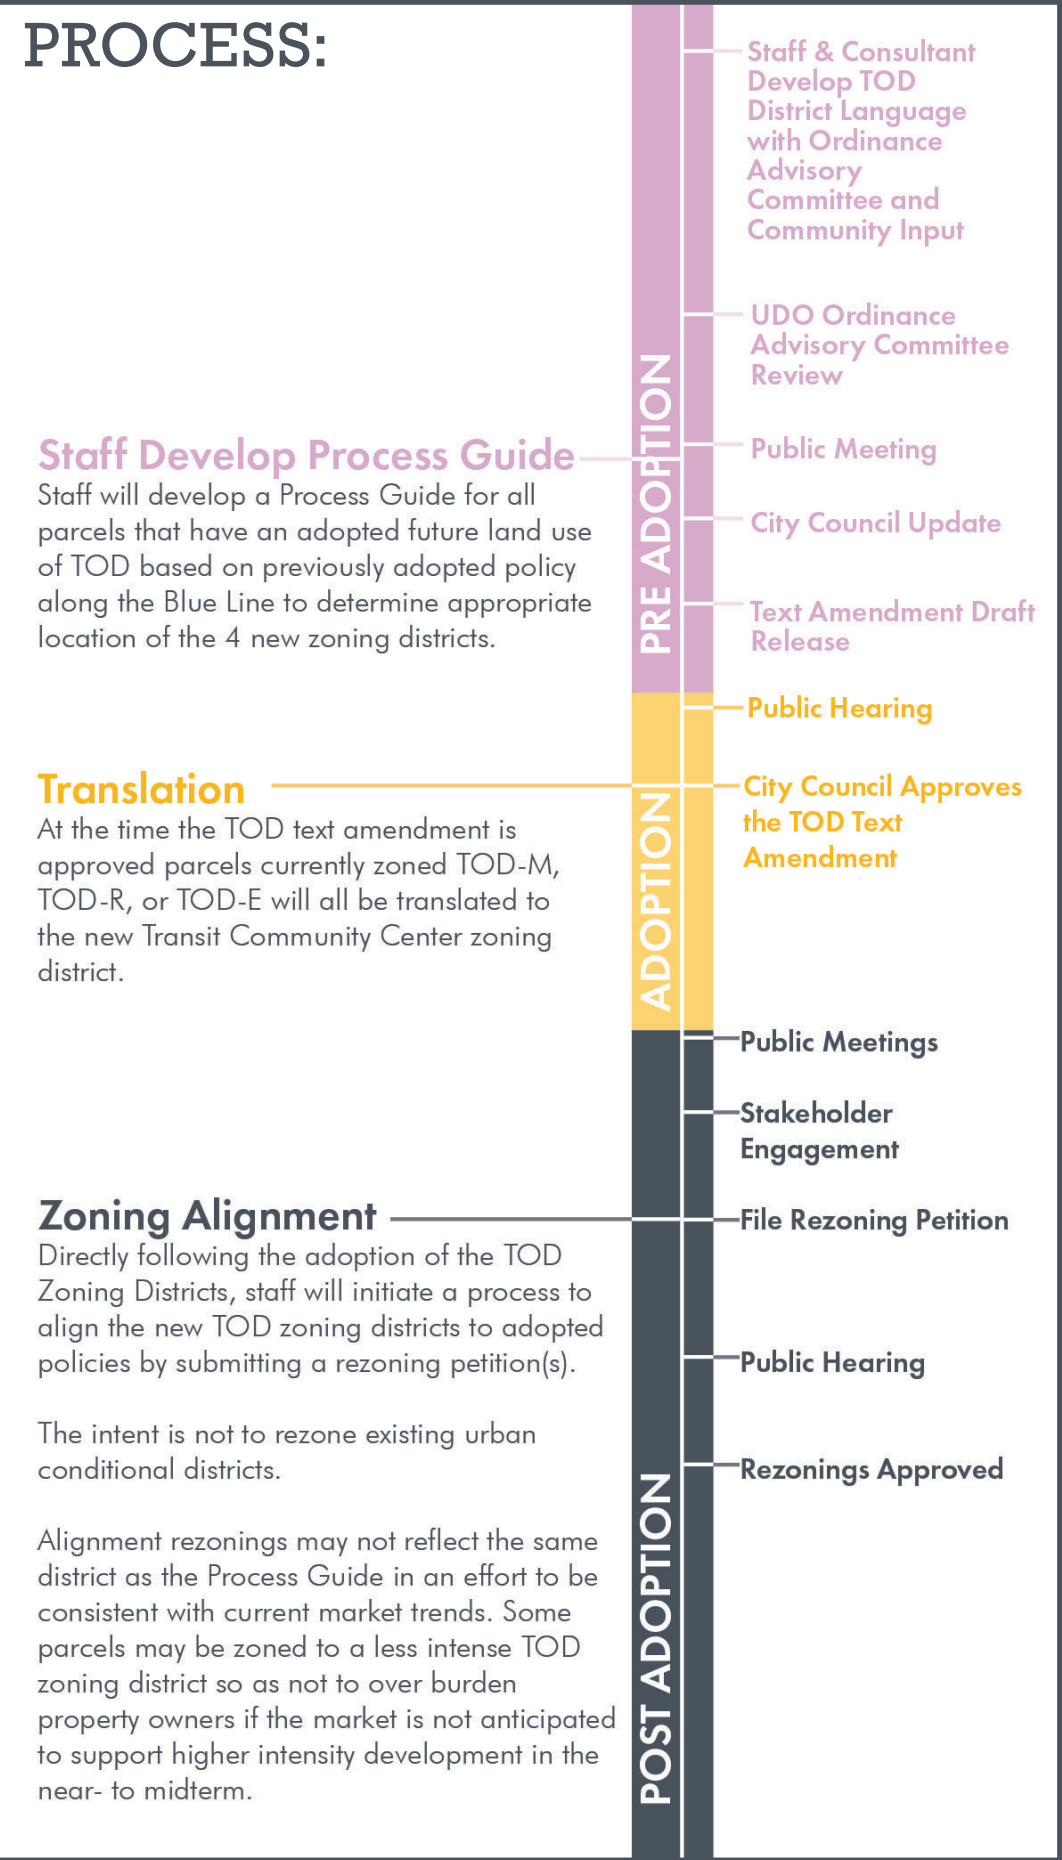 PROCESS:
Staff & Consultant
Develop TOD
District Language
with Ordinance
Advisory
Committee and
Community Input
UDO Ordinance
Advisory Committee
Review
Public Meeting
City Council Update
Text Amendment Draft
Release
PRE ADOPTION
Staff Develop Process Guide
Staff will develop a Process Guide for all
parcels that have an adopted future land use
of TOD based on previously adopted policy
along the Blue Line to determine appropriate
location of the 4 new zoning districts.
Public Hearing
City Council Approves
the TOD Text
Amendment
ADOPTION
Translation
At the time the TOD text amendment is
approved parcels currently zoned TOD-M,
TOD-R, or TOD-E will all be translated to
the new Transit Community Center zoning
district.
Public Meetings
Stakeholder
Engagement
File Rezoning Petition
Public Hearing
Rezonings Approved
POST ADOPTION
Zoning Alignment
Directly following the adoption of the TOD
Zoning Districts, staff will initiate a process to
align the new TOD zoning districts to adopted
policies by submitting a rezoning petition(s).
The intent is not to rezone existing urban
conditional districts.
Alignment rezonings may not reflect the same
district as the Process Guide in an effort to be
consistent with current market trends. Some
parcels may be zoned to a less intense TOD
zoning district so as not to over burden
property owners if the market is not anticipated
to support higher intensity development in the
near- to midterm.